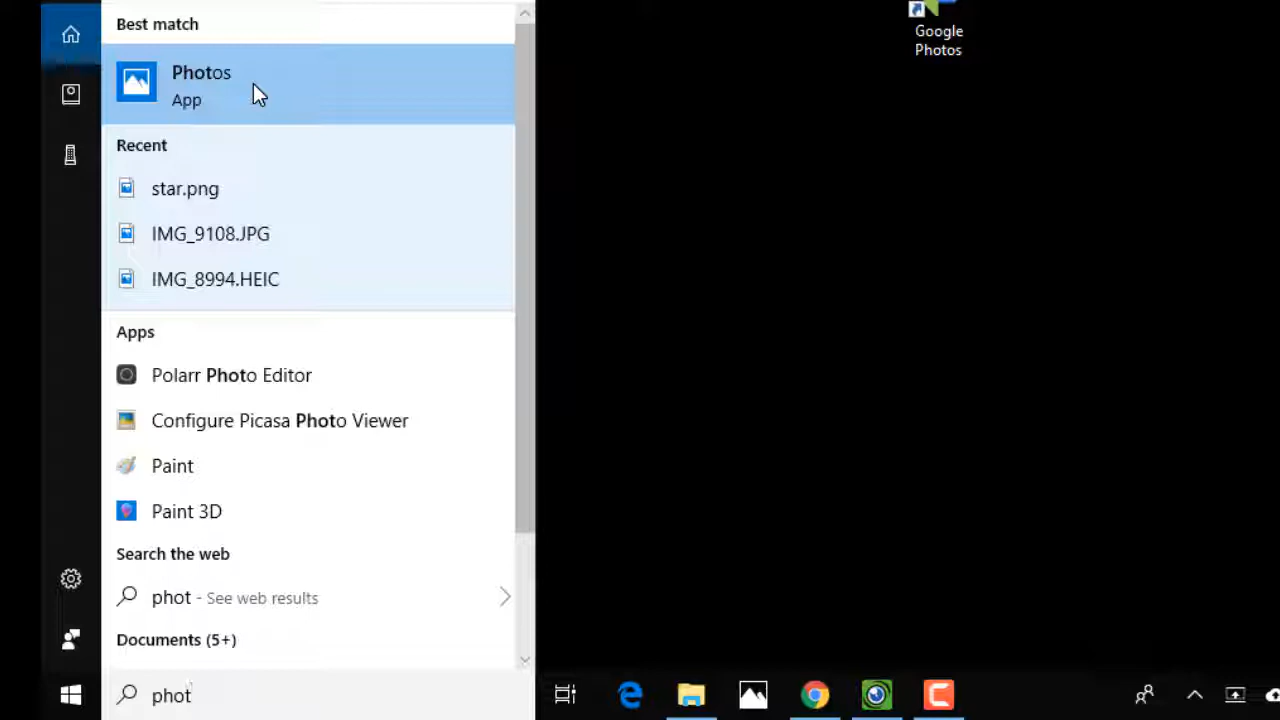 Best match
Photos
App
Recent
star.png
IMG_9108.JPG
IMG_8994.HEIC
Apps
Polarr Photo Editor
Configure Picasa Photo Viewer
Paint
Paint 3D
Search the web
phot - See web results
Documents (5+)
phot
Google
Photos